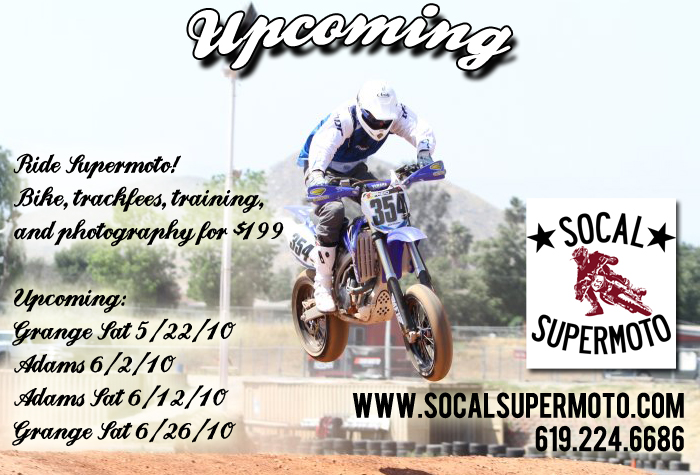 Upcoming
Ride Supermoto!
Bike, trackfees, training,
and photography for $199
Upcoming:
Grange Sat 5/22/10
Adams 6/2/10
Adams Sat 6/12/10
Grange Sat 6/26/10
354
354
SOCAL
SUPERMOTO
WWW.SOCALSUPERMOTO.COM
619.224.6686